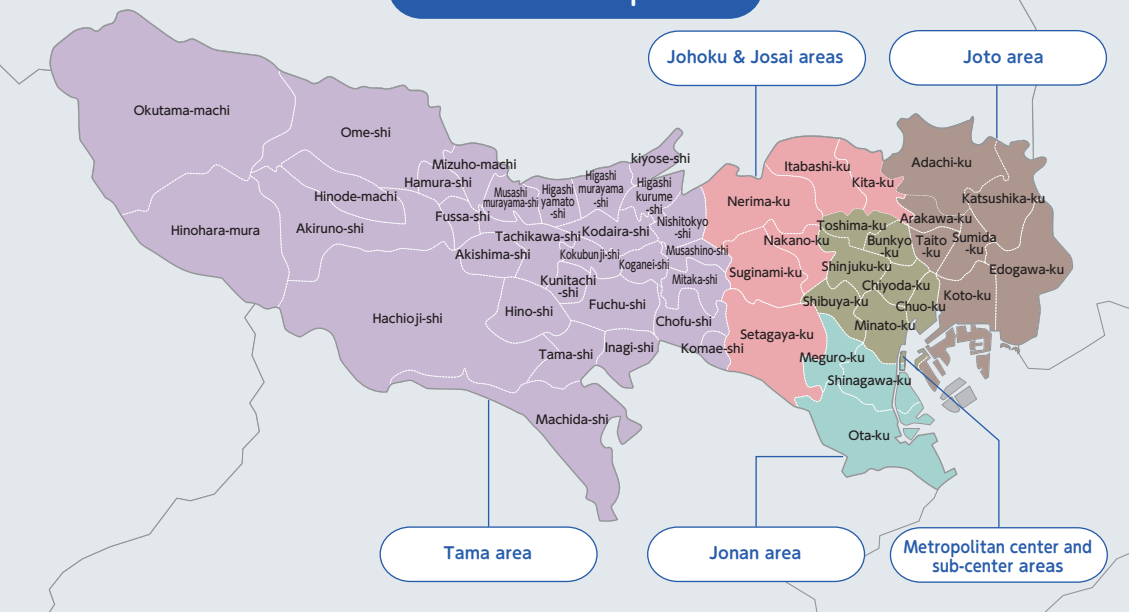 Johoku & Josai areas
Joto area
Okutama-machi
Ome-shi
Mizuho-machi
Hamura-shi
Hinode-machi
Fussa-shi
Hinohara-mura
Akiruno-shi
Musashi
murayama-shi
Higashi
yamato
-shi
Higashi
murayama
-shi
kiyose-shi
Higashi
kurume
-shi
Nishitokyo
-shi
Tachikawa-shi
Kodaira-shi
Akishima-shi
Kokubunji-shi
Koganei-shi
Musashino-shi
Mitaka-shi
Kunitachi
-shi
Hachioji-shi
Hino-shi
Fuchu-shi
Chofu-shi
Tama-shi
Inagi-shi
Komae-shi
Machida-shi
Itabashi-ku
Kita-ku
Nerima-ku
Nakano-ku
Suginami-ku
Setagaya-ku
Adachi-ku
Katsushika-ku
Arakawa-ku
Toshima-ku
Bunkyo
-ku
Taito
-ku
Sumida
-ku
Edogawa-ku
Shinjuku-ku
Chiyoda-ku
Koto-ku
Shibuya-ku
Chuo-ku
Minato-ku
Meguro-ku
Shinagawa-ku
Ota-ku
Tama area
Jonan area
Metropolitan center and
sub-center areas